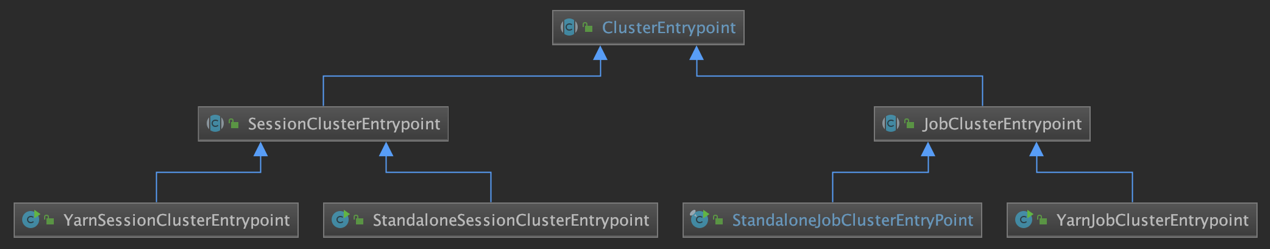 ClusterEntrypoint
SessionClusterEntrypoint
JobClusterEntrypoint
YarnSessionClusterEntrypoint
StandaloneSessionClusterEntrypoint
StandaloneJobClusterEntryPoint
YarnJobClusterEntrypoint